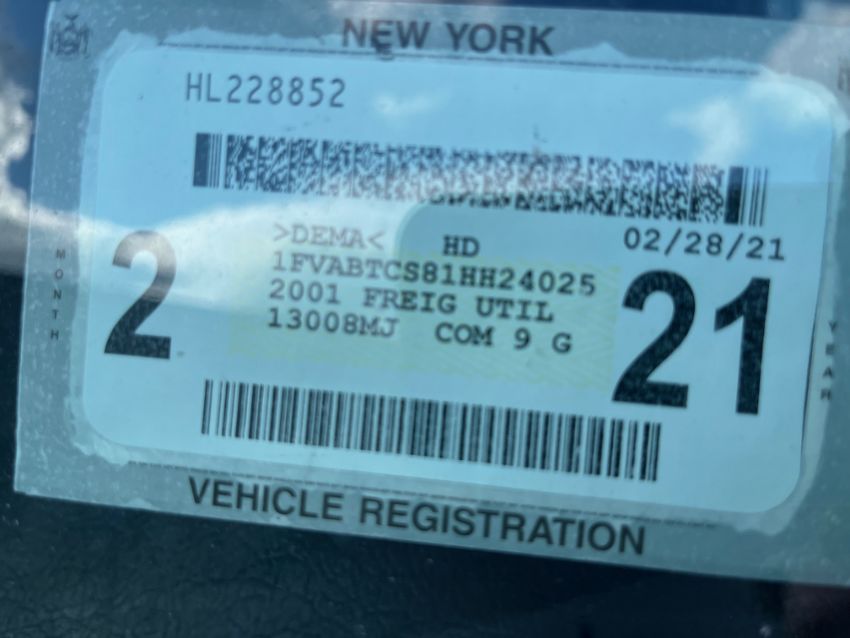 NEW YORK
HL228852
>DEMA< HD 02/28/21
1FVABTCS81HH24025
2001 FREIG UTIL
13008MJ COM 9 G
MONTH
2
21
YEAR
VEHICLE REGISTRATION